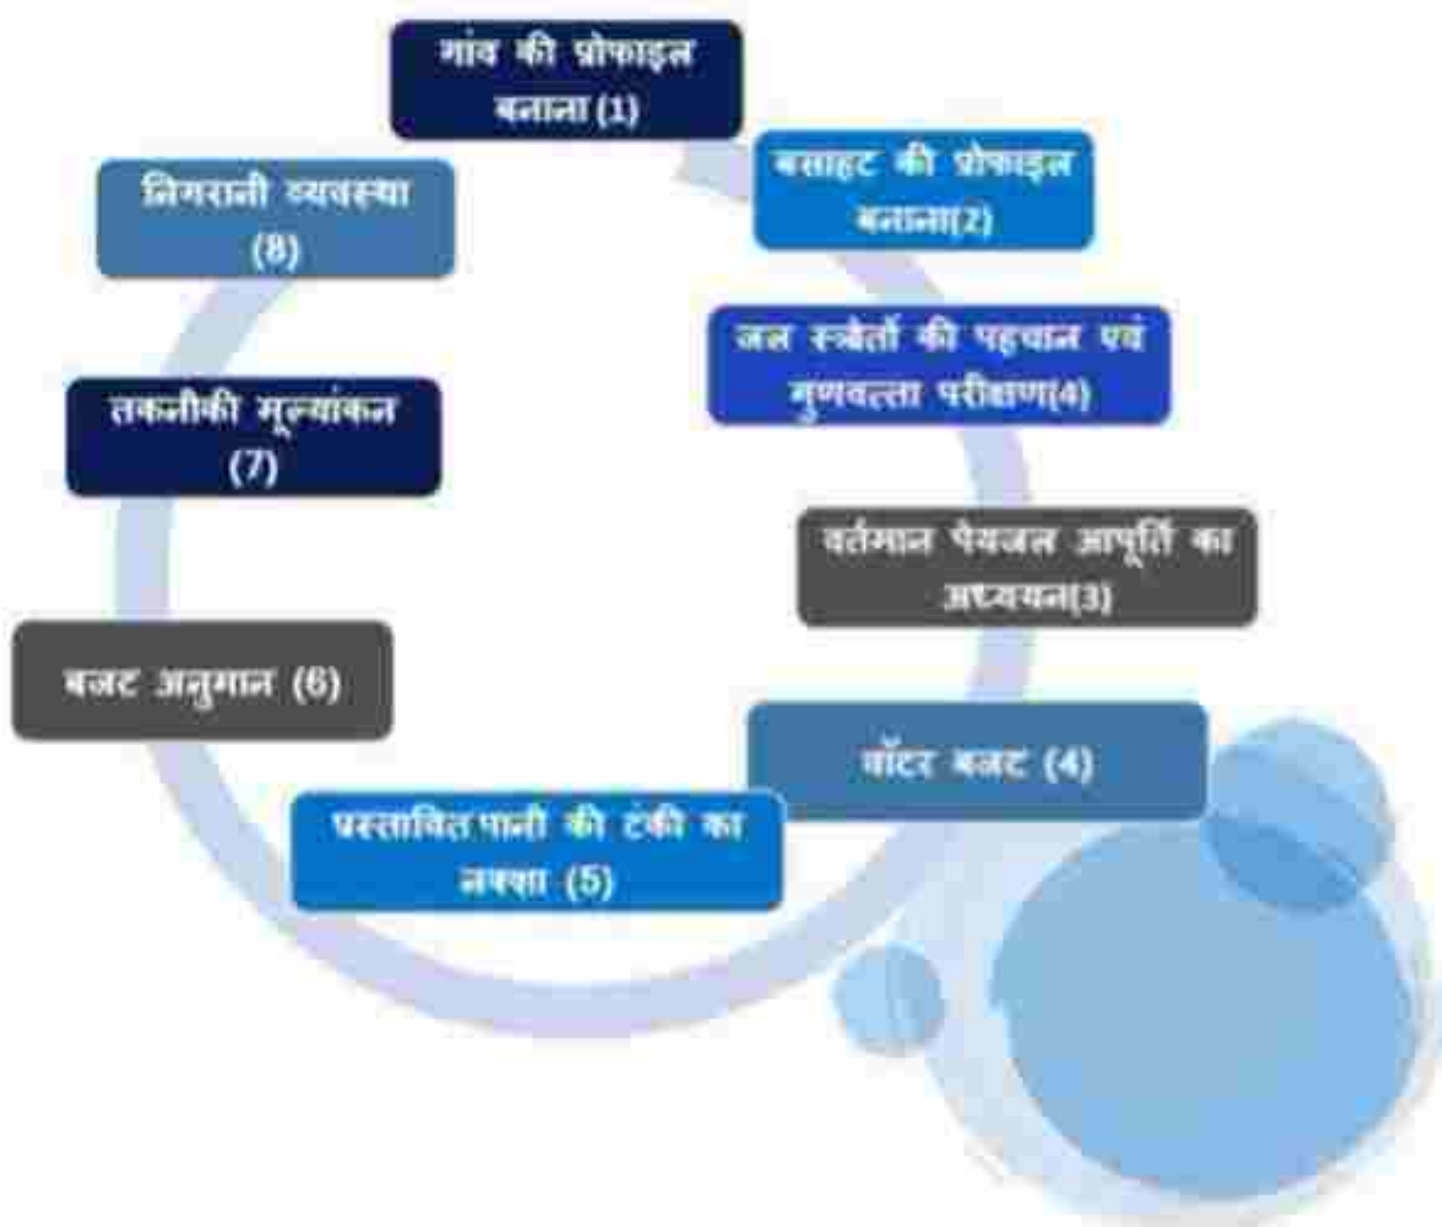 गांव की प्रोफाइल
बनाना (1)
बसाहट की प्रोफाइल
बनाना(2)
जल स्त्रोतों की पहचान एवं
गुणवत्ता परीक्षण(4)
वर्तमान पेयजल आपूर्ति का
अध्ययन(3)
वॉटर बजट (4)
प्रस्तावित पानी की टंकी का
नक्शा (5)
बजट अनुमान (6)
तकनीकी मूल्यांकन
(7)
निगरानी व्यवस्था
(8)